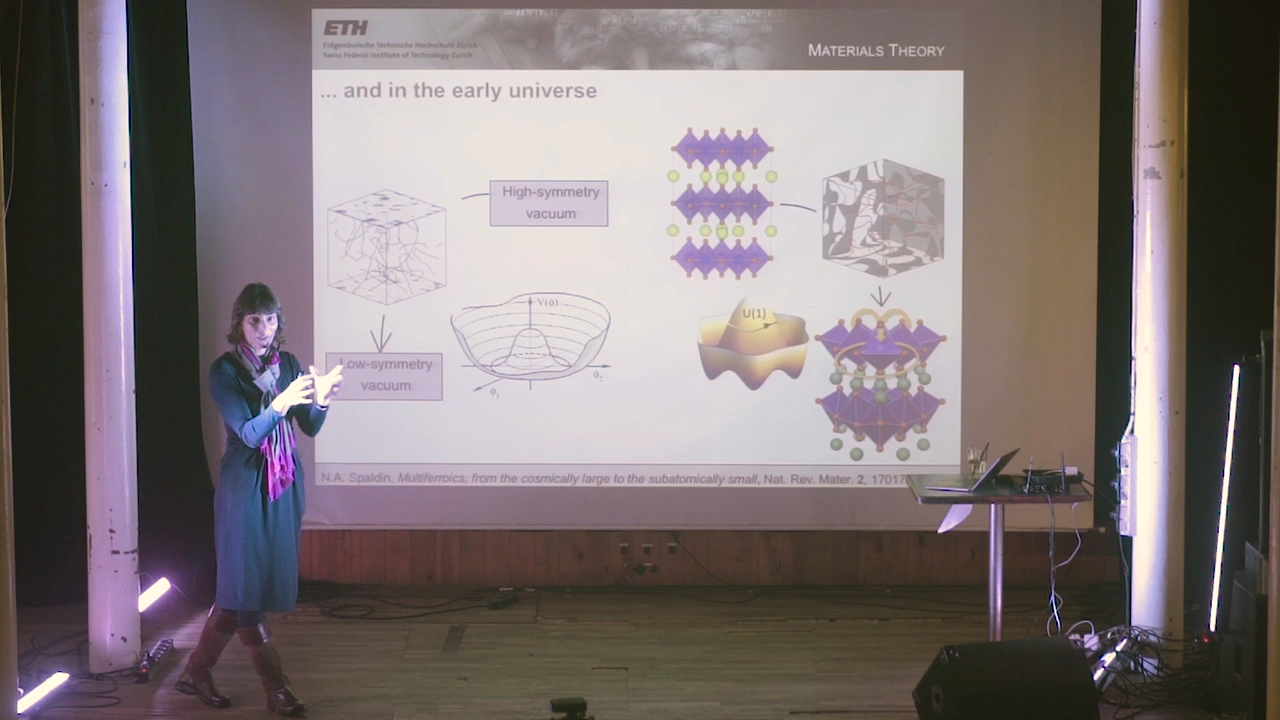 ETH
Eidgenössische Technische Hochschule Zürich
Swiss Federal Institute of Technology Zurich
MATERIALS THEORY
... and in the early universe
High-symmetry
vacuum
V(φ)
U(1)
Low-symmetry
vacuum
φ₁
φ₂
N.A. Spaldin, Multiferroics, from the cosmically large to the subatomically small, Nat. Rev. Mater. 2, 17017